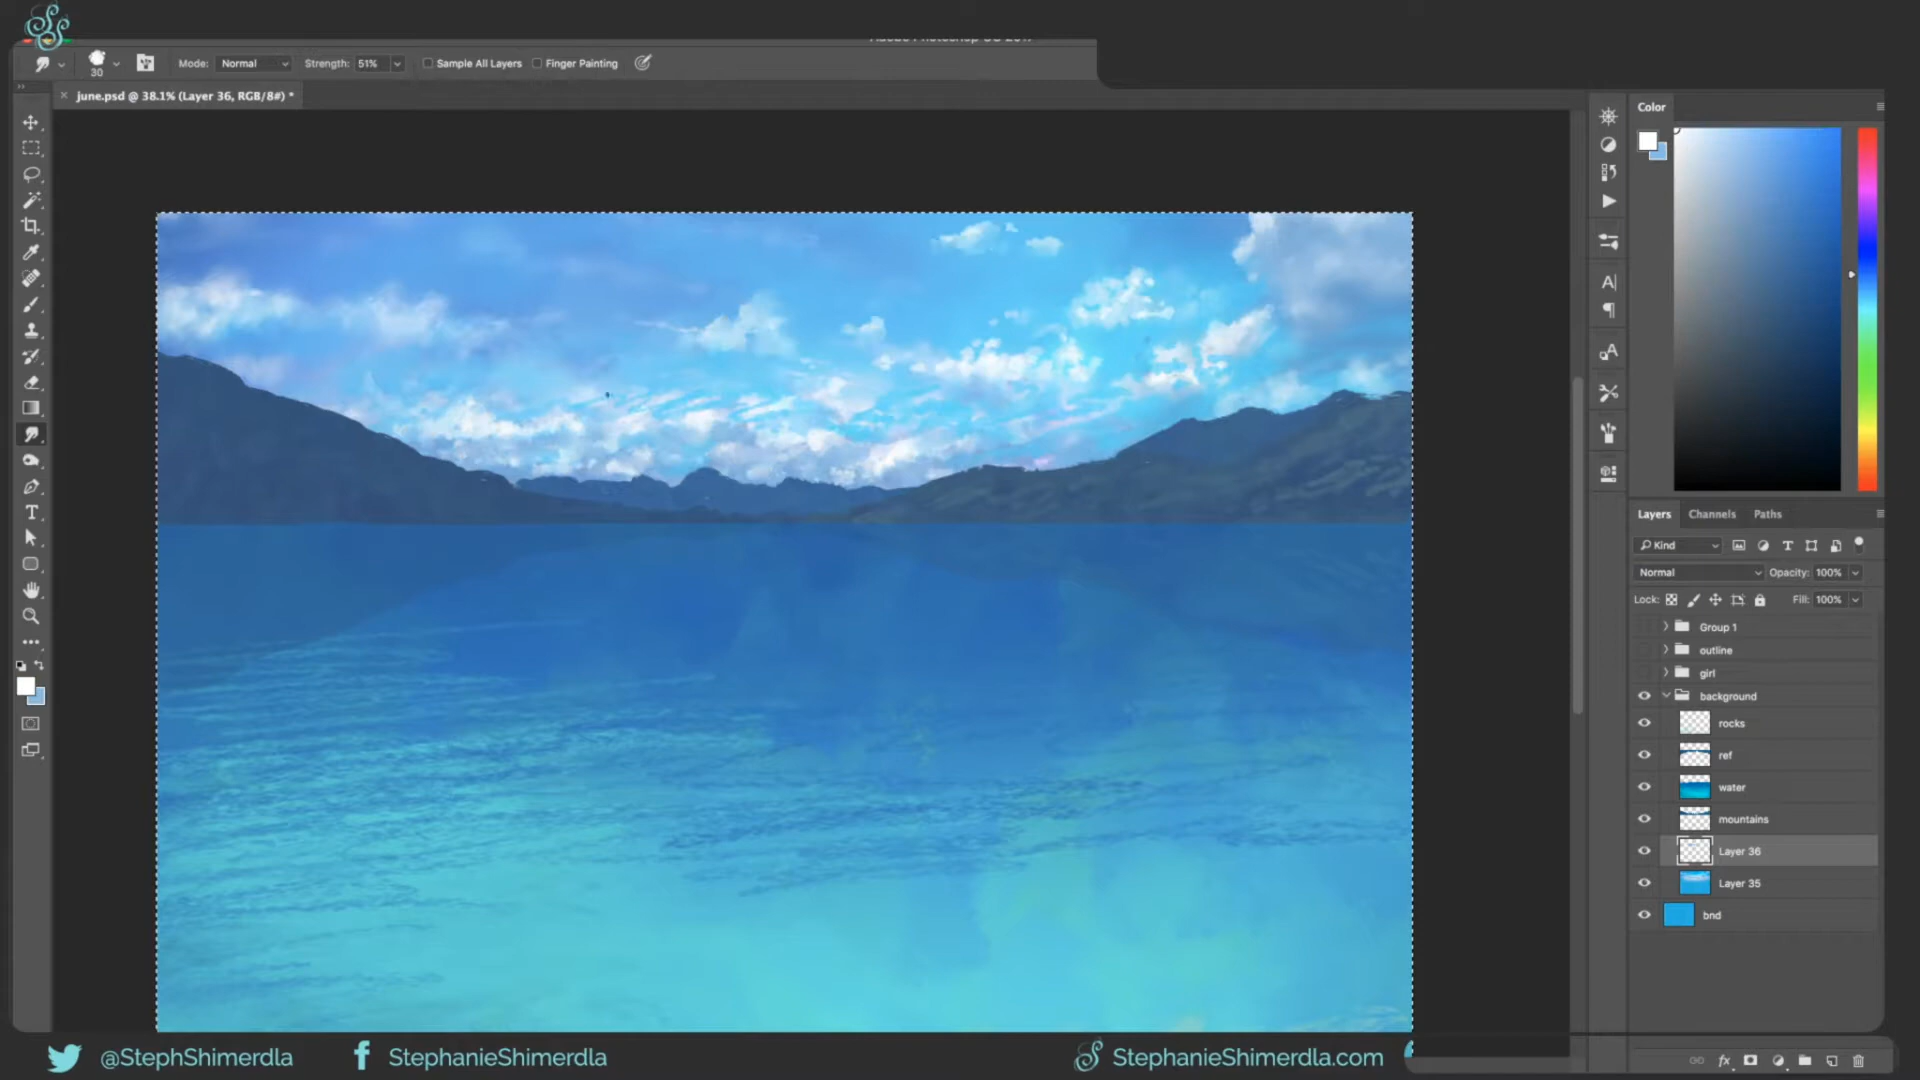 30
Mode: Normal
Strength: 51%
Sample All Layers
Finger Painting
june.psd @ 38.1% (Layer 36, RGB/8#) *
Color
Layers Channels Paths
Kind
Normal Opacity: 100%
Lock: Fill: 100%
Group 1
outline
girl
background
rocks
ref
water
mountains
Layer 36
Layer 35
bnd
@StephShimerdla
StephanieShimerdla
StephanieShimerdla.com